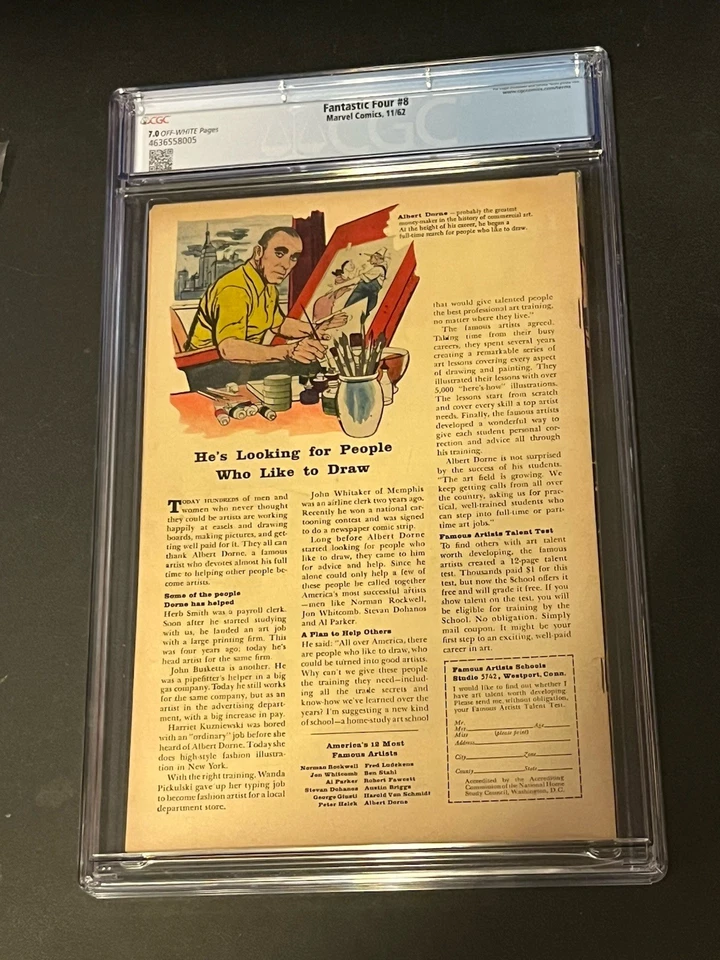 CGC
7.0 OFF-WHITE Pages
4636558005
Fantastic Four #8
Marvel Comics, 11/62
www.cgccomics.com/terms
Albert Dorne — probably the greatest
money-maker in the history of commercial art.
At the height of his career, he began a
full-time search for people who like to draw.
He's Looking for People
Who Like to Draw
TODAY HUNDREDS of men and
women who never thought
they could be artists are working
happily at easels and drawing
boards, making pictures, and get-
ting well paid for it. They all can
thank Albert Dorne, a famous
artist who devotes almost his full
time to helping other people be-
come artists.
Some of the people
Dorne has helped
Herb Smith was a payroll clerk.
Soon after he started studying
with us, he landed an art job
with a large printing firm. This
was four years ago; today he's
head artist for the same firm.
John Busketta is another. He
was a pipefitter's helper in a big
gas company. Today he still works
for the same company, but as an
artist in the advertising depart-
ment, with a big increase in pay.
Harriet Kuzniewski was bored
with an "ordinary" job before she
heard of Albert Dorne. Today she
does high-style fashion illustra-
tion in New York.
With the right training, Wanda
Pickulski gave up her typing job
to become fashion artist for a local
department store.
John Whitaker of Memphis
was an airline clerk two years ago.
Recently he won a national car-
tooning contest and was signed
to do a newspaper comic strip.
Long before Albert Dorne
started looking for people who
like to draw, they came to him
for advice and help. Since he
alone could only help a few of
these people he called together
America's most successful artists
—men like Norman Rockwell,
Jon Whitcomb, Stevan Dohanos
and Al Parker.
A Plan to Help Others
He said: "All over America, there
are people who like to draw, who
could be turned into good artists.
Why can't we give these people
the training they need—includ-
ing all the trade secrets and
know-how we've learned over the
years? I'm suggesting a new kind
of school—a home-study art school
America's 12 Most
Famous Artists
Norman Rockwell Fred Ludekens
Jon Whitcomb Ben Stahl
Al Parker Robert Fawcett
Stevan Dohanos Austin Briggs
George Giusti Harold Von Schmidt
Peter Helck Albert Dorne
that would give talented people
the best professional art training,
no matter where they live."
The famous artists agreed.
Taking time from their busy
careers, they spent several years
creating a remarkable series of
art lessons covering every aspect
of drawing and painting. They
illustrated their lessons with over
5,000 "here's-how" illustrations.
The lessons start from scratch
and cover every skill a top artist
needs. Finally, the famous artists
developed a wonderful way to
give each student personal cor-
rection and advice all through
his training.
Albert Dorne is not surprised
by the success of his students.
"The art field is growing. We
keep getting calls from all over
the country, asking us for prac-
tical, well-trained students who
can step into full-time or part-
time art jobs."
Famous Artists Talent Test
To find others with art talent
worth developing, the famous
artists created a 12-page talent
test. Thousands paid $1 for this
test, but now the School offers it
free and will grade it free. If you
show talent on the test, you will
be eligible for training by the
School. No obligation. Simply
mail coupon. It might be your
first step to an exciting, well-paid
career in art.
Famous Artists Schools
Studio 5742, Westport, Conn.
I would like to find out whether I
have art talent worth developing.
Please send me, without obligation,
your Famous Artists Talent Test.
Mr.
Mrs. Age
Miss (please print)
Address
City Zone
County State
Accredited by the Accrediting
Commission of the National Home
Study Council, Washington, D.C.